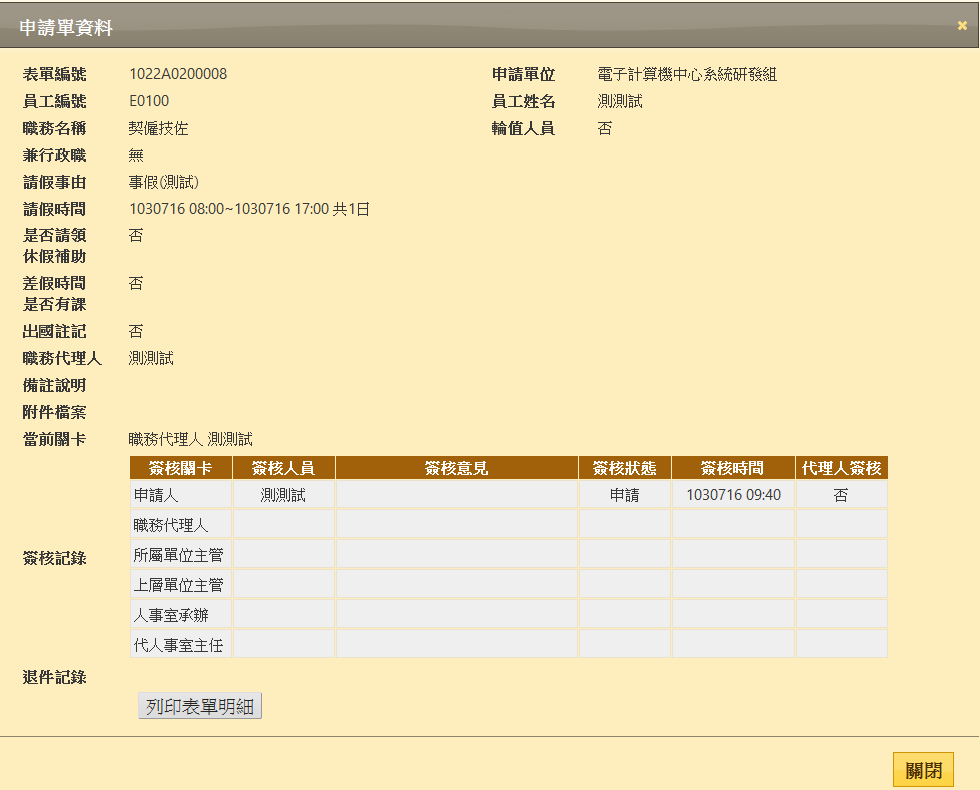 申請單資料
表單編號 1022A0200008 申請單位 電子計算機中心系統研發組
員工編號 E0100 員工姓名 測測試
職務名稱 契僱技佐 輪值人員 否
兼行政職 無
請假事由 事假(測試)
請假時間 1030716 08:00~1030716 17:00 共1日
是否請領 否
休假補助
差假時間 否
是否有課
出國註記 否
職務代理人 測測試
備註說明
附件檔案
當前關卡 職務代理人 測測試
簽核關卡 簽核人員 簽核意見 簽核狀態 簽核時間 代理人簽核
申請人 測測試 申請 1030716 09:40 否
職務代理人
所屬單位主管
簽核記錄
上層單位主管
人事室承辦
代人事室主任
退件記錄
列印表單明細
關閉